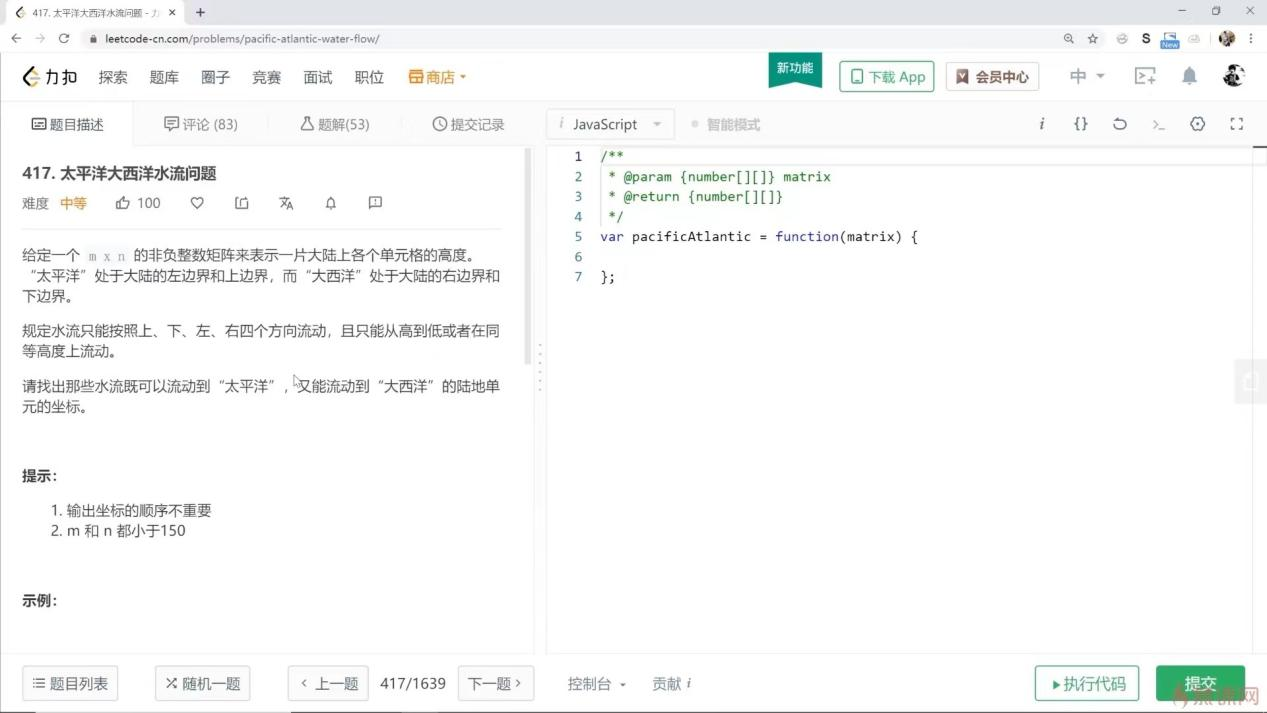 417. 太平洋大西洋水流问题 - 力
leetcode-cn.com/problems/pacific-atlantic-water-flow/
S
New
力扣 探索 题库 圈子 竞赛 面试 职位 商店 新功能 下载 App 会员中心 中
题目描述 评论 (83) 题解(53) 提交记录 i JavaScript 智能模式 i {} >_
417. 太平洋大西洋水流问题
难度 中等 100
给定一个 m x n 的非负整数矩阵来表示一片大陆上各个单元格的高度。
“太平洋”处于大陆的左边界和上边界，而“大西洋”处于大陆的右边界和
下边界。
规定水流只能按照上、下、左、右四个方向流动，且只能从高到低或者在同
等高度上流动。
请找出那些水流既可以流动到“太平洋”，又能流动到“大西洋”的陆地单
元的坐标。
提示：
1. 输出坐标的顺序不重要
2. m 和 n 都小于150
示例：
1 /**
2 * @param {number[][]} matrix
3 * @return {number[][]}
4 */
5 var pacificAtlantic = function(matrix) {
6
7 };
题目列表 随机一题 上一题 417/1639 下一题 控制台 贡献 i 执行代码 提交